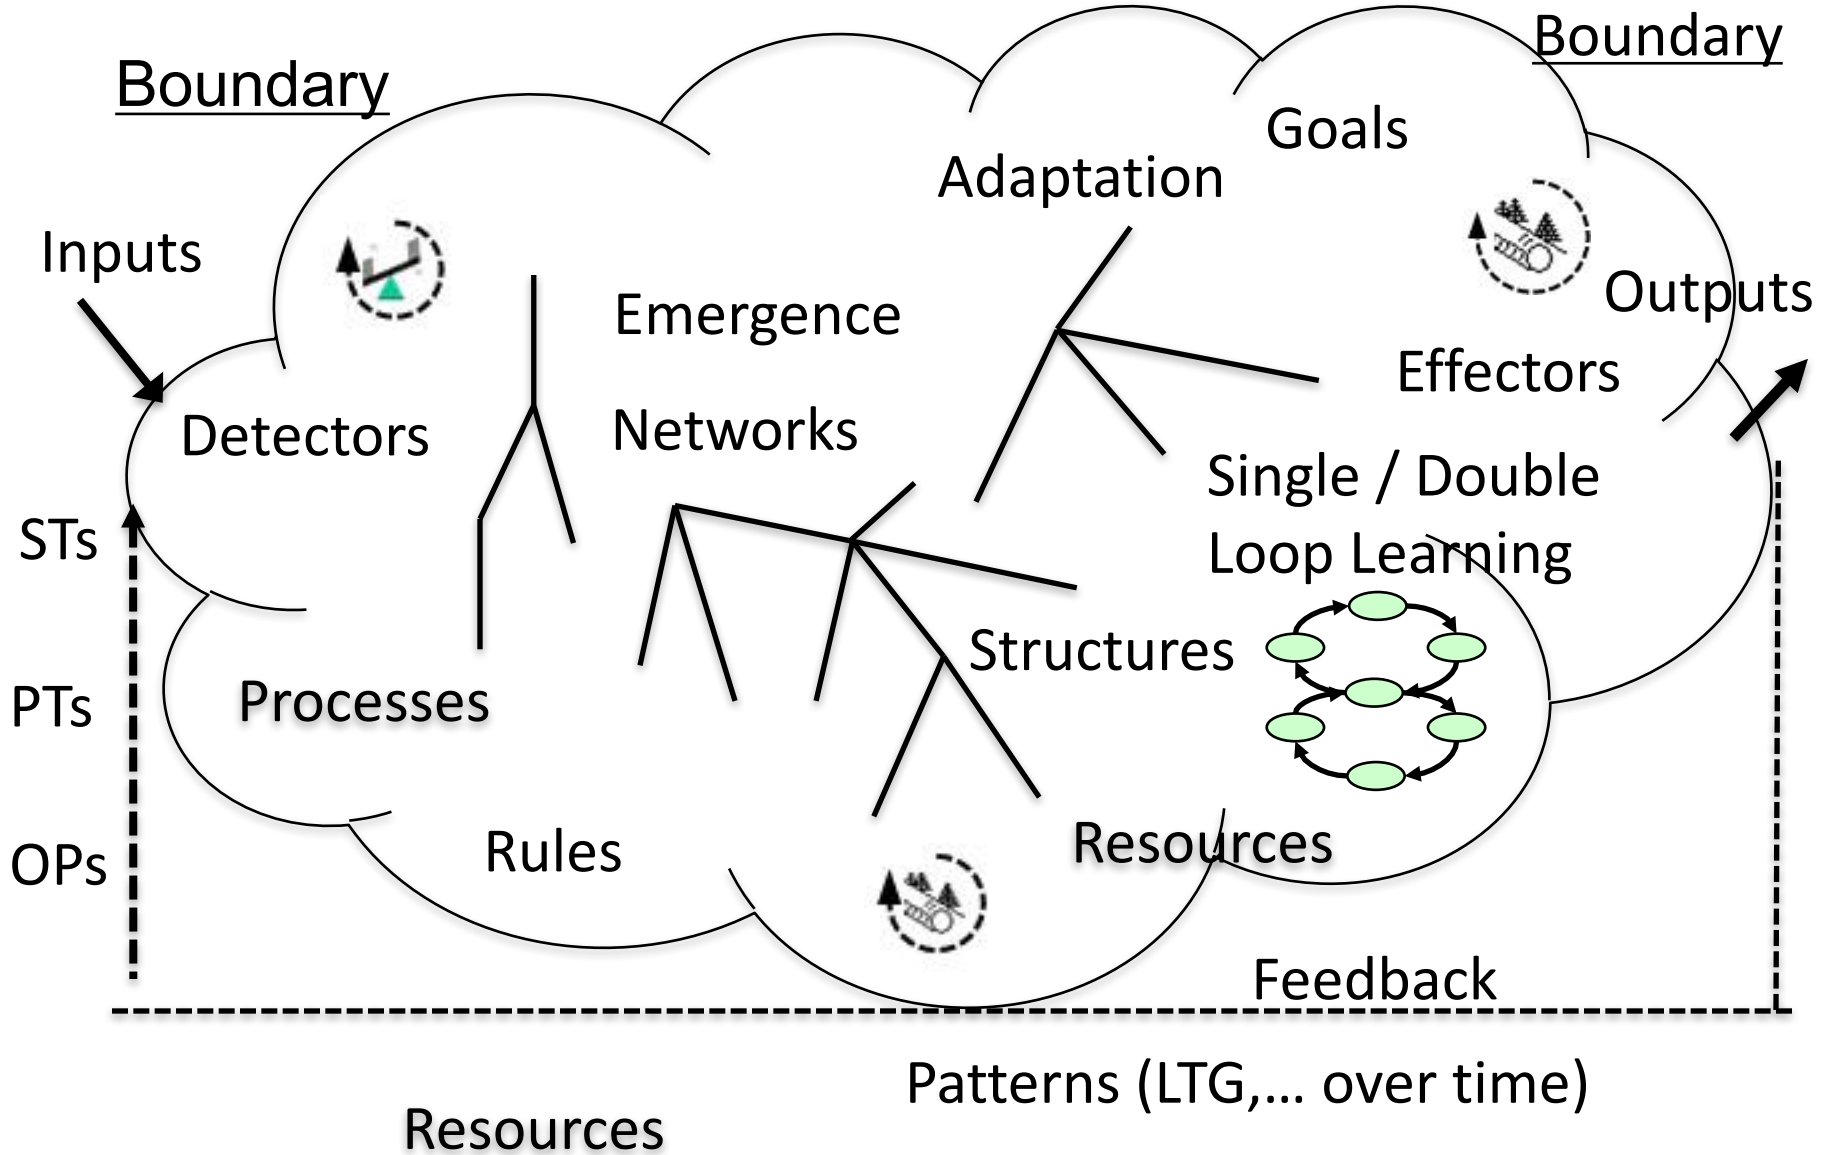 Boundary
Boundary
Goals
Adaptation
Inputs
Outputs
Emergence
Effectors
Detectors
Networks
Single / Double
Loop Learning
STs
Structures
Processes
PTs
Rules
Resources
OPs
Feedback
Patterns (LTG,... over time)
Resources